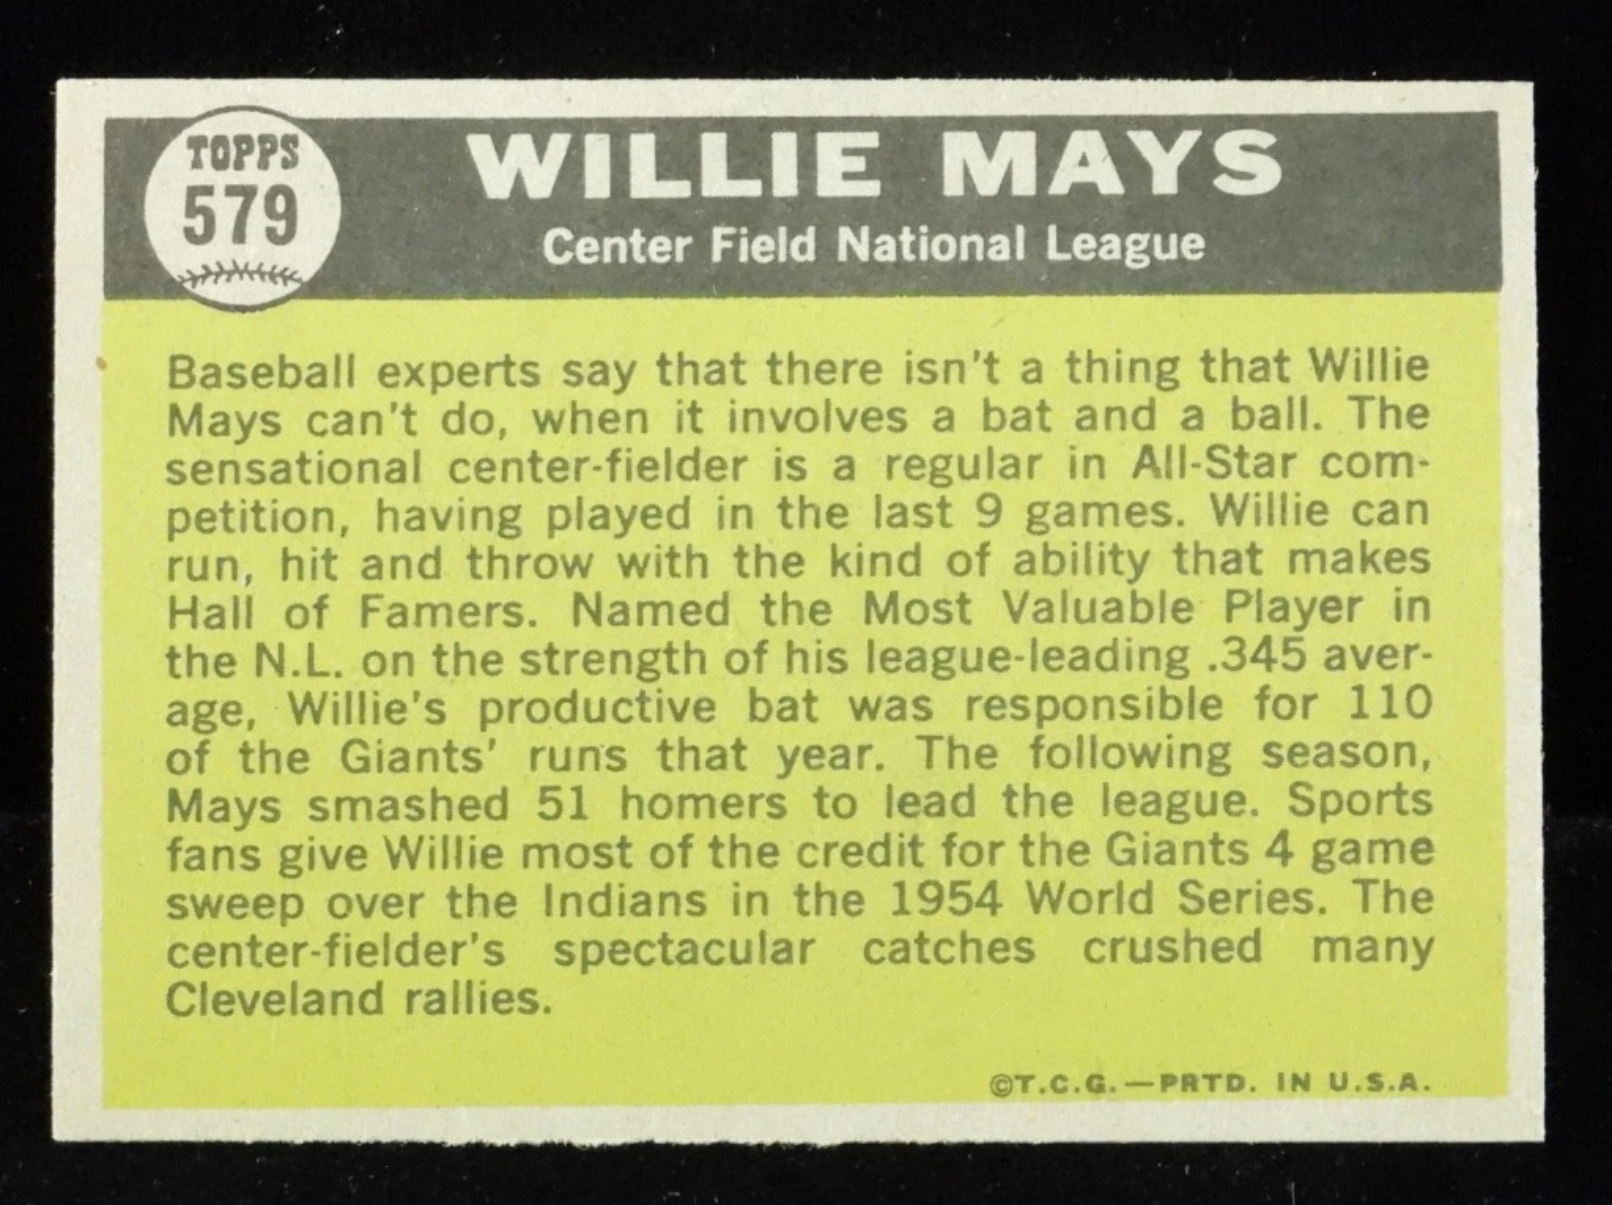 TOPPS
579
WILLIE MAYS
Center Field National League
Baseball experts say that there isn't a thing that Willie
Mays can't do, when it involves a bat and a ball. The
sensational center-fielder is a regular in All-Star com-
petition, having played in the last 9 games. Willie can
run, hit and throw with the kind of ability that makes
Hall of Famers. Named the Most Valuable Player in
the N.L. on the strength of his league-leading .345 aver-
age, Willie's productive bat was responsible for 110
of the Giants' runs that year. The following season,
Mays smashed 51 homers to lead the league. Sports
fans give Willie most of the credit for the Giants 4 game
sweep over the Indians in the 1954 World Series. The
center-fielder's spectacular catches crushed many
Cleveland rallies.
©T.C.G.—PRTD. IN U.S.A.